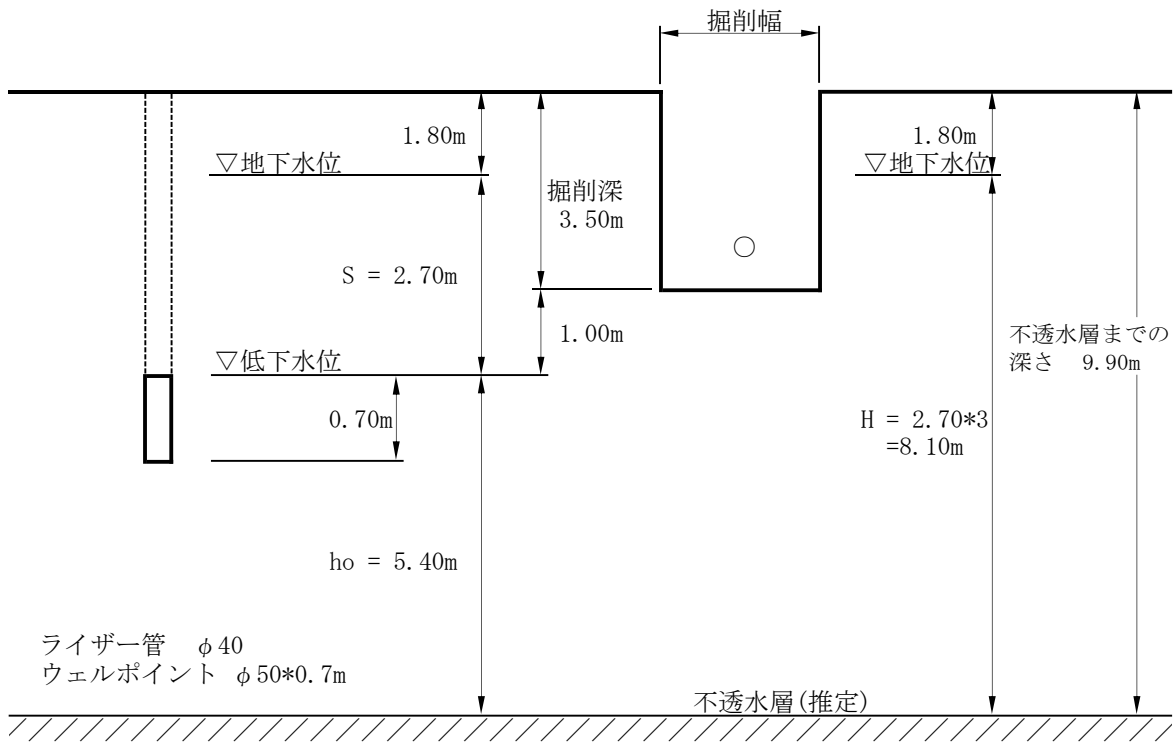 掘削幅
1.80m
1.80m
▽地下水位
▽地下水位
掘削深
3.50m
S = 2.70m
1.00m
不透水層までの
深さ 9.90m
▽低下水位
0.70m
H = 2.70*3
=8.10m
ho = 5.40m
ライザー管 φ40
ウェルポイント φ50*0.7m
不透水層(推定)